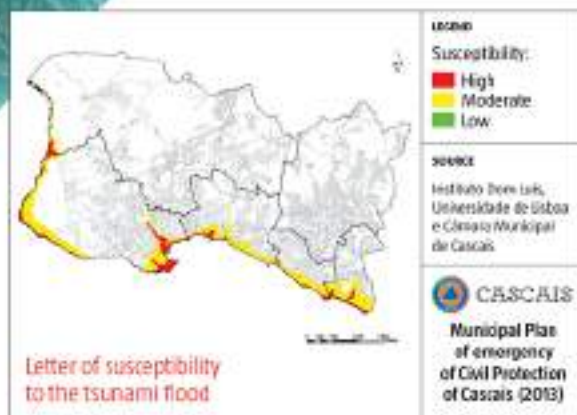 LEGEND
Susceptibility:
High
Moderate
Low
SOURCE
Instituto Dom Luis,
Universidade de Lisboa
e Câmara Municipal
de Cascais
CASCAIS
Municipal Plan
of emergency
of Civil Protection
of Cascais (2013)
Letter of susceptibility
to the tsunami flood